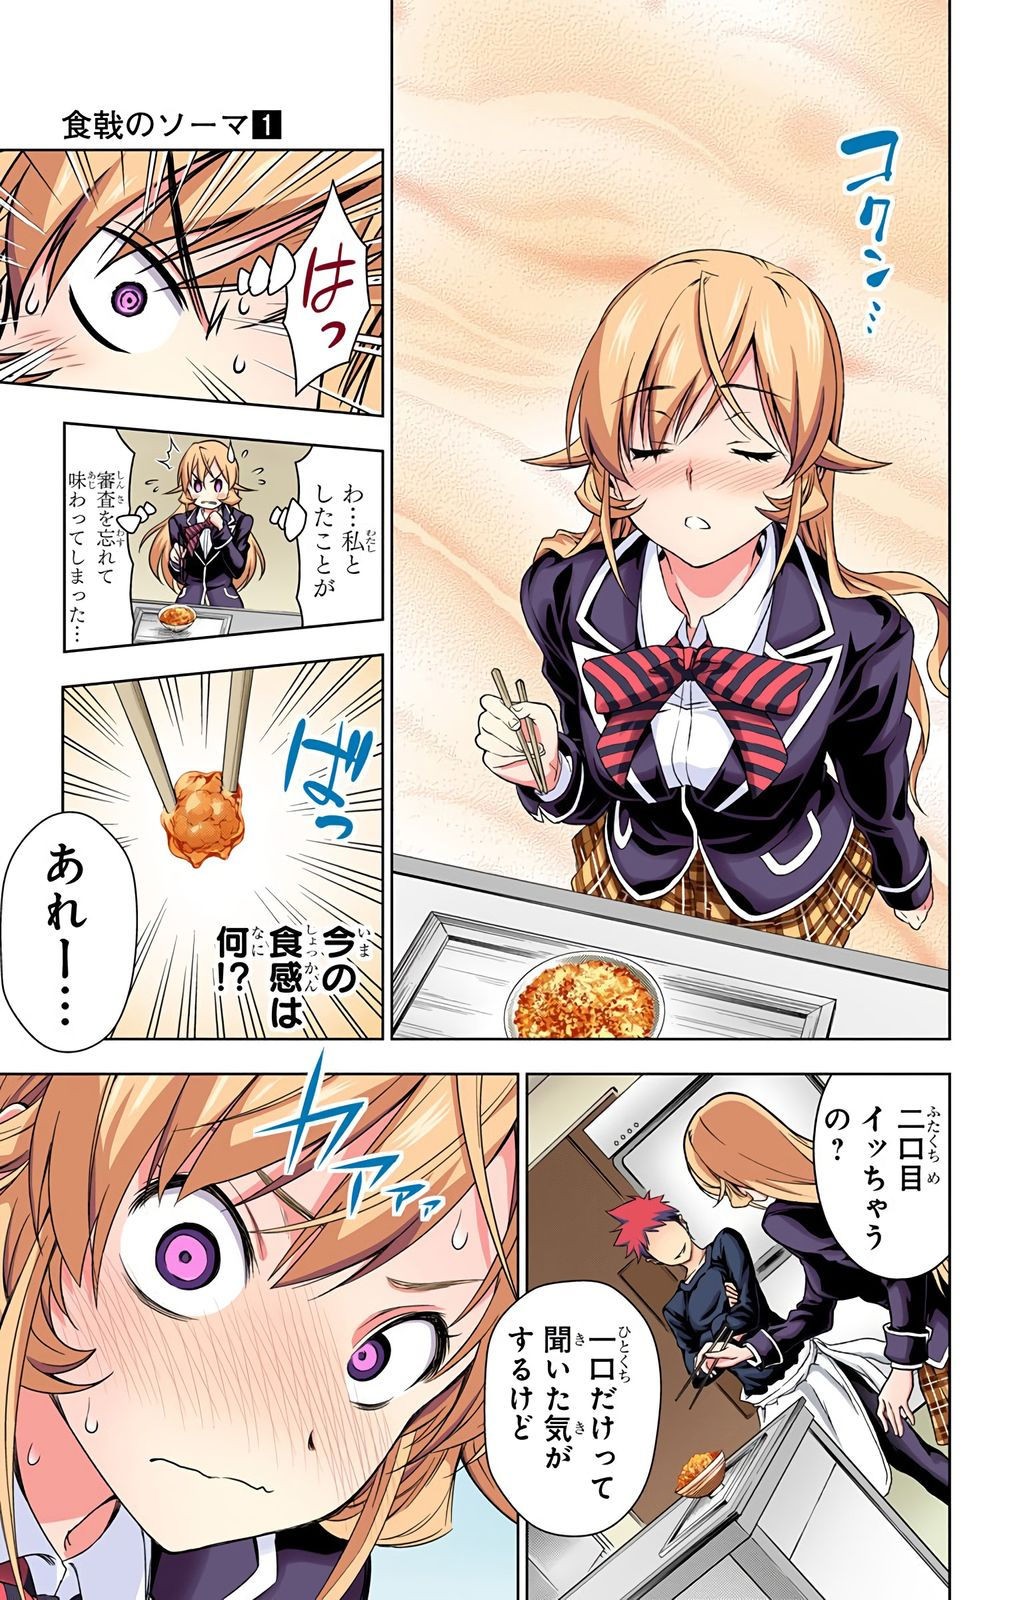 食戟のソーマ1
コクン…
はっ
わ…私と
したことが
審査を忘れて
味わってしまった…
ばっ
今の
食感は
何!?
あれー…
二口目
イッちゃう
の?
一口だけって
聞いた気が
するけど
カァァァ